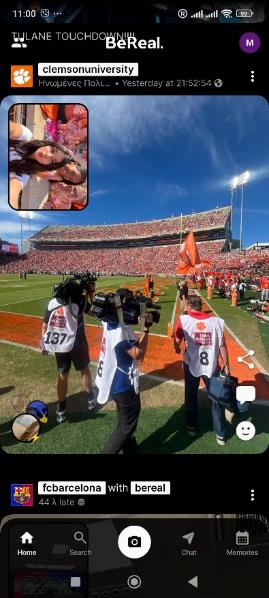 11:00
99
TULANE TOUCHDOWN!!!!
BeReal.
M
clemsonuniversity
Ηνωμένες Πολι... • Yesterday at 21:52:54
137
8
fcbarcelona with bereal
44 λ late
Home
Search
Chat
Memories